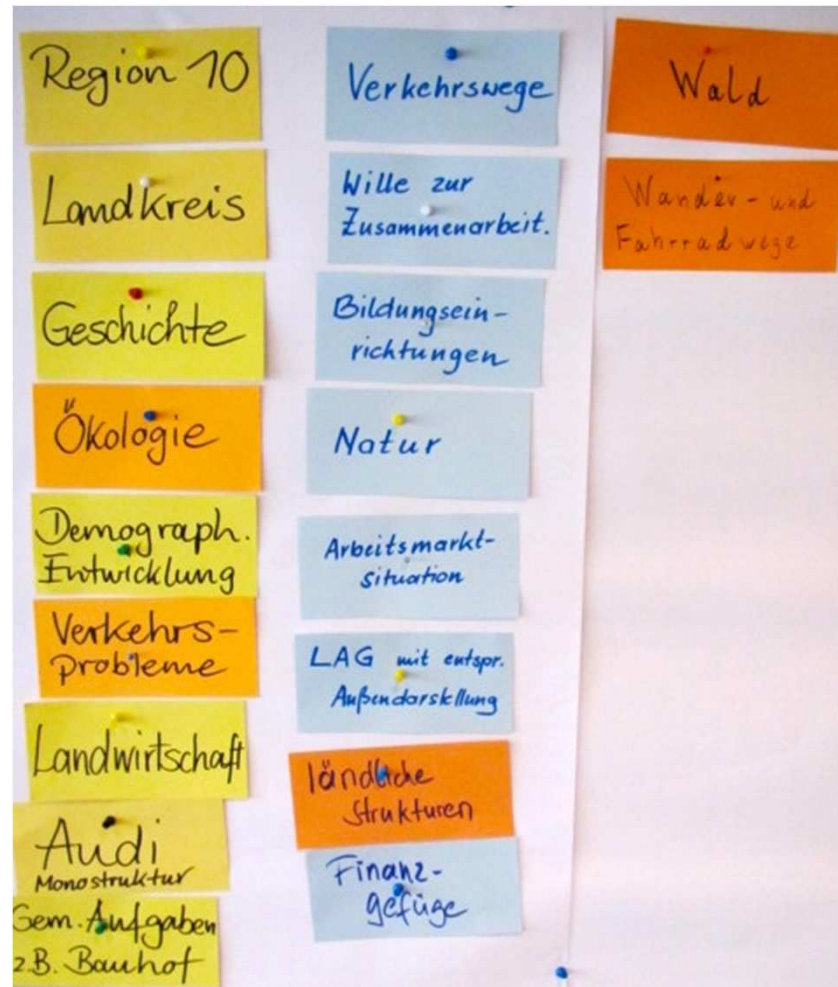 Region 10
Landkreis
Geschichte
Ökologie
Demograph.
Entwicklung
Verkehrs-
probleme
Landwirtschaft
Audi
Monostruktur
Gem. Aufgaben
z.B. Bauhof
Verkehrswege
Wille zur
Zusammenarbeit.
Bildungsein-
richtungen
Natur
Arbeitsmarkt-
situation
LAG mit entspr.
Außendarstellung
ländliche
Strukturen
Finanz-
gefüge
Wald
Wander- und
Fahrradwege